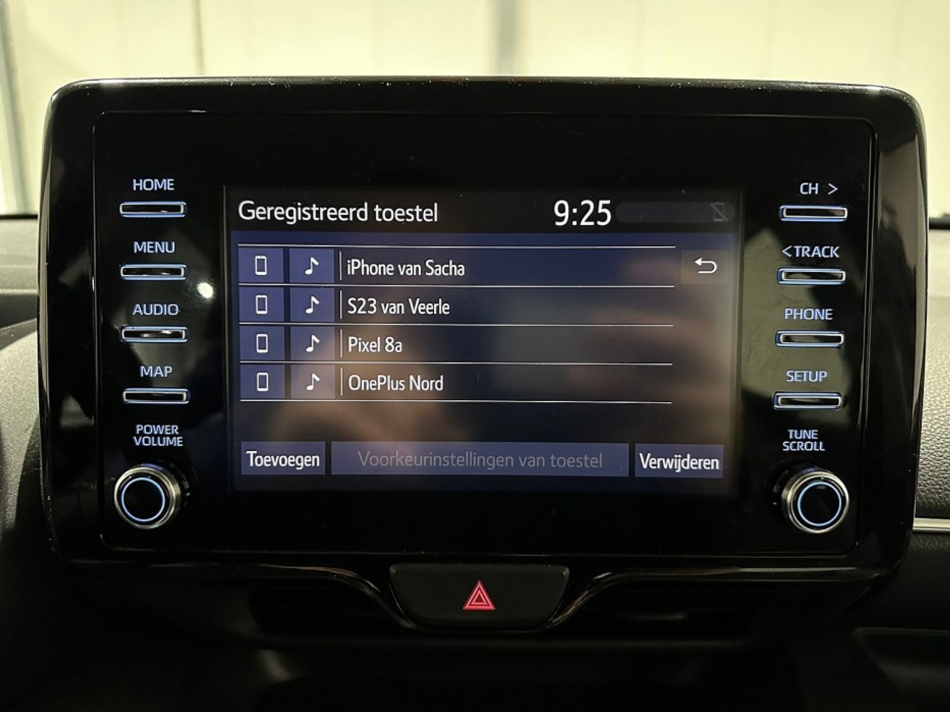 HOME
MENU
AUDIO
MAP
POWER
VOLUME
Geregistreerd toestel 9:25
iPhone van Sacha
S23 van Veerle
Pixel 8a
OnePlus Nord
Toevoegen Voorkeurinstellingen van toestel Verwijderen
CH >
< TRACK
PHONE
SETUP
TUNE
SCROLL